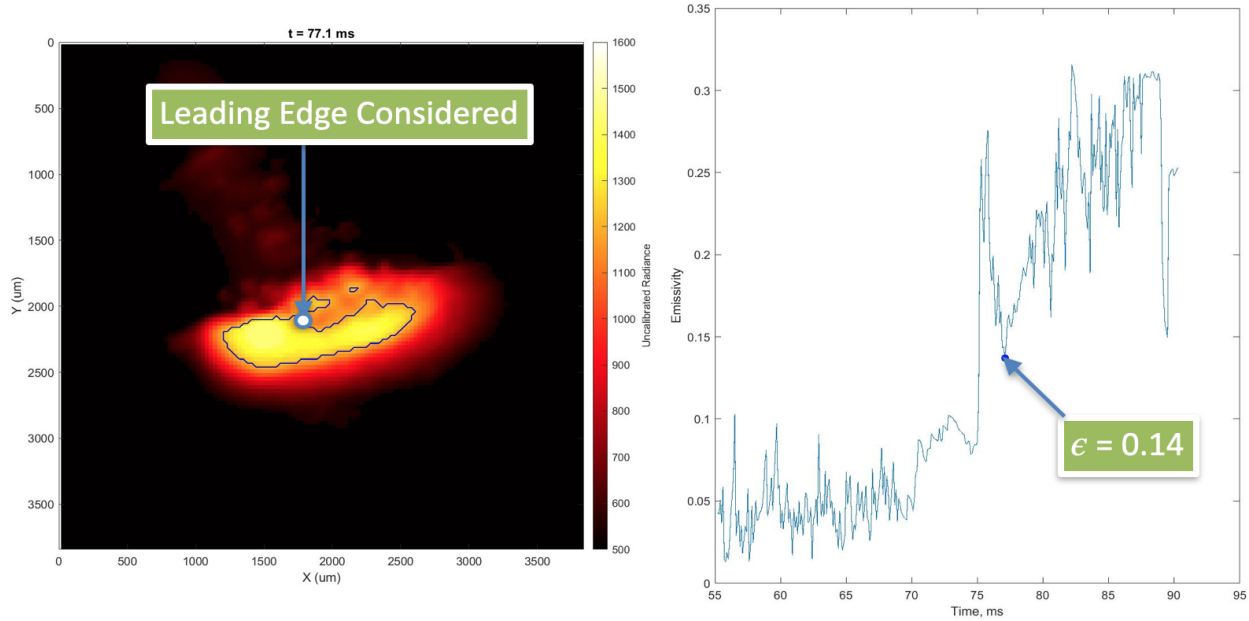 t = 77.1 ms
Leading Edge Considered
0
500
1000
1500
2000
2500
3000
3500
Y (um)
0 500 1000 1500 2000 2500 3000 3500
X (um)
1600
1500
1400
1300
1200
1100
1000
900
800
700
600
500
Uncalibrated Radiance
0.35
0.3
0.25
0.2
0.15
0.1
0.05
0
Emissivity
ϵ = 0.14
55 60 65 70 75 80 85 90 95
Time, ms